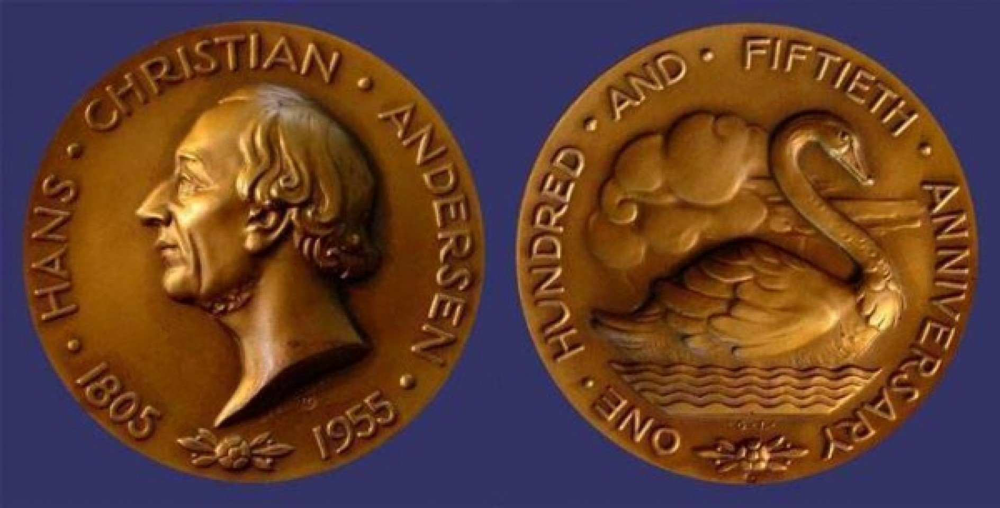 HANS · CHRISTIAN · ANDERSEN ·
1805 1955
ONE · HUNDRED · AND · FIFTIETH · ANNIVERSARY